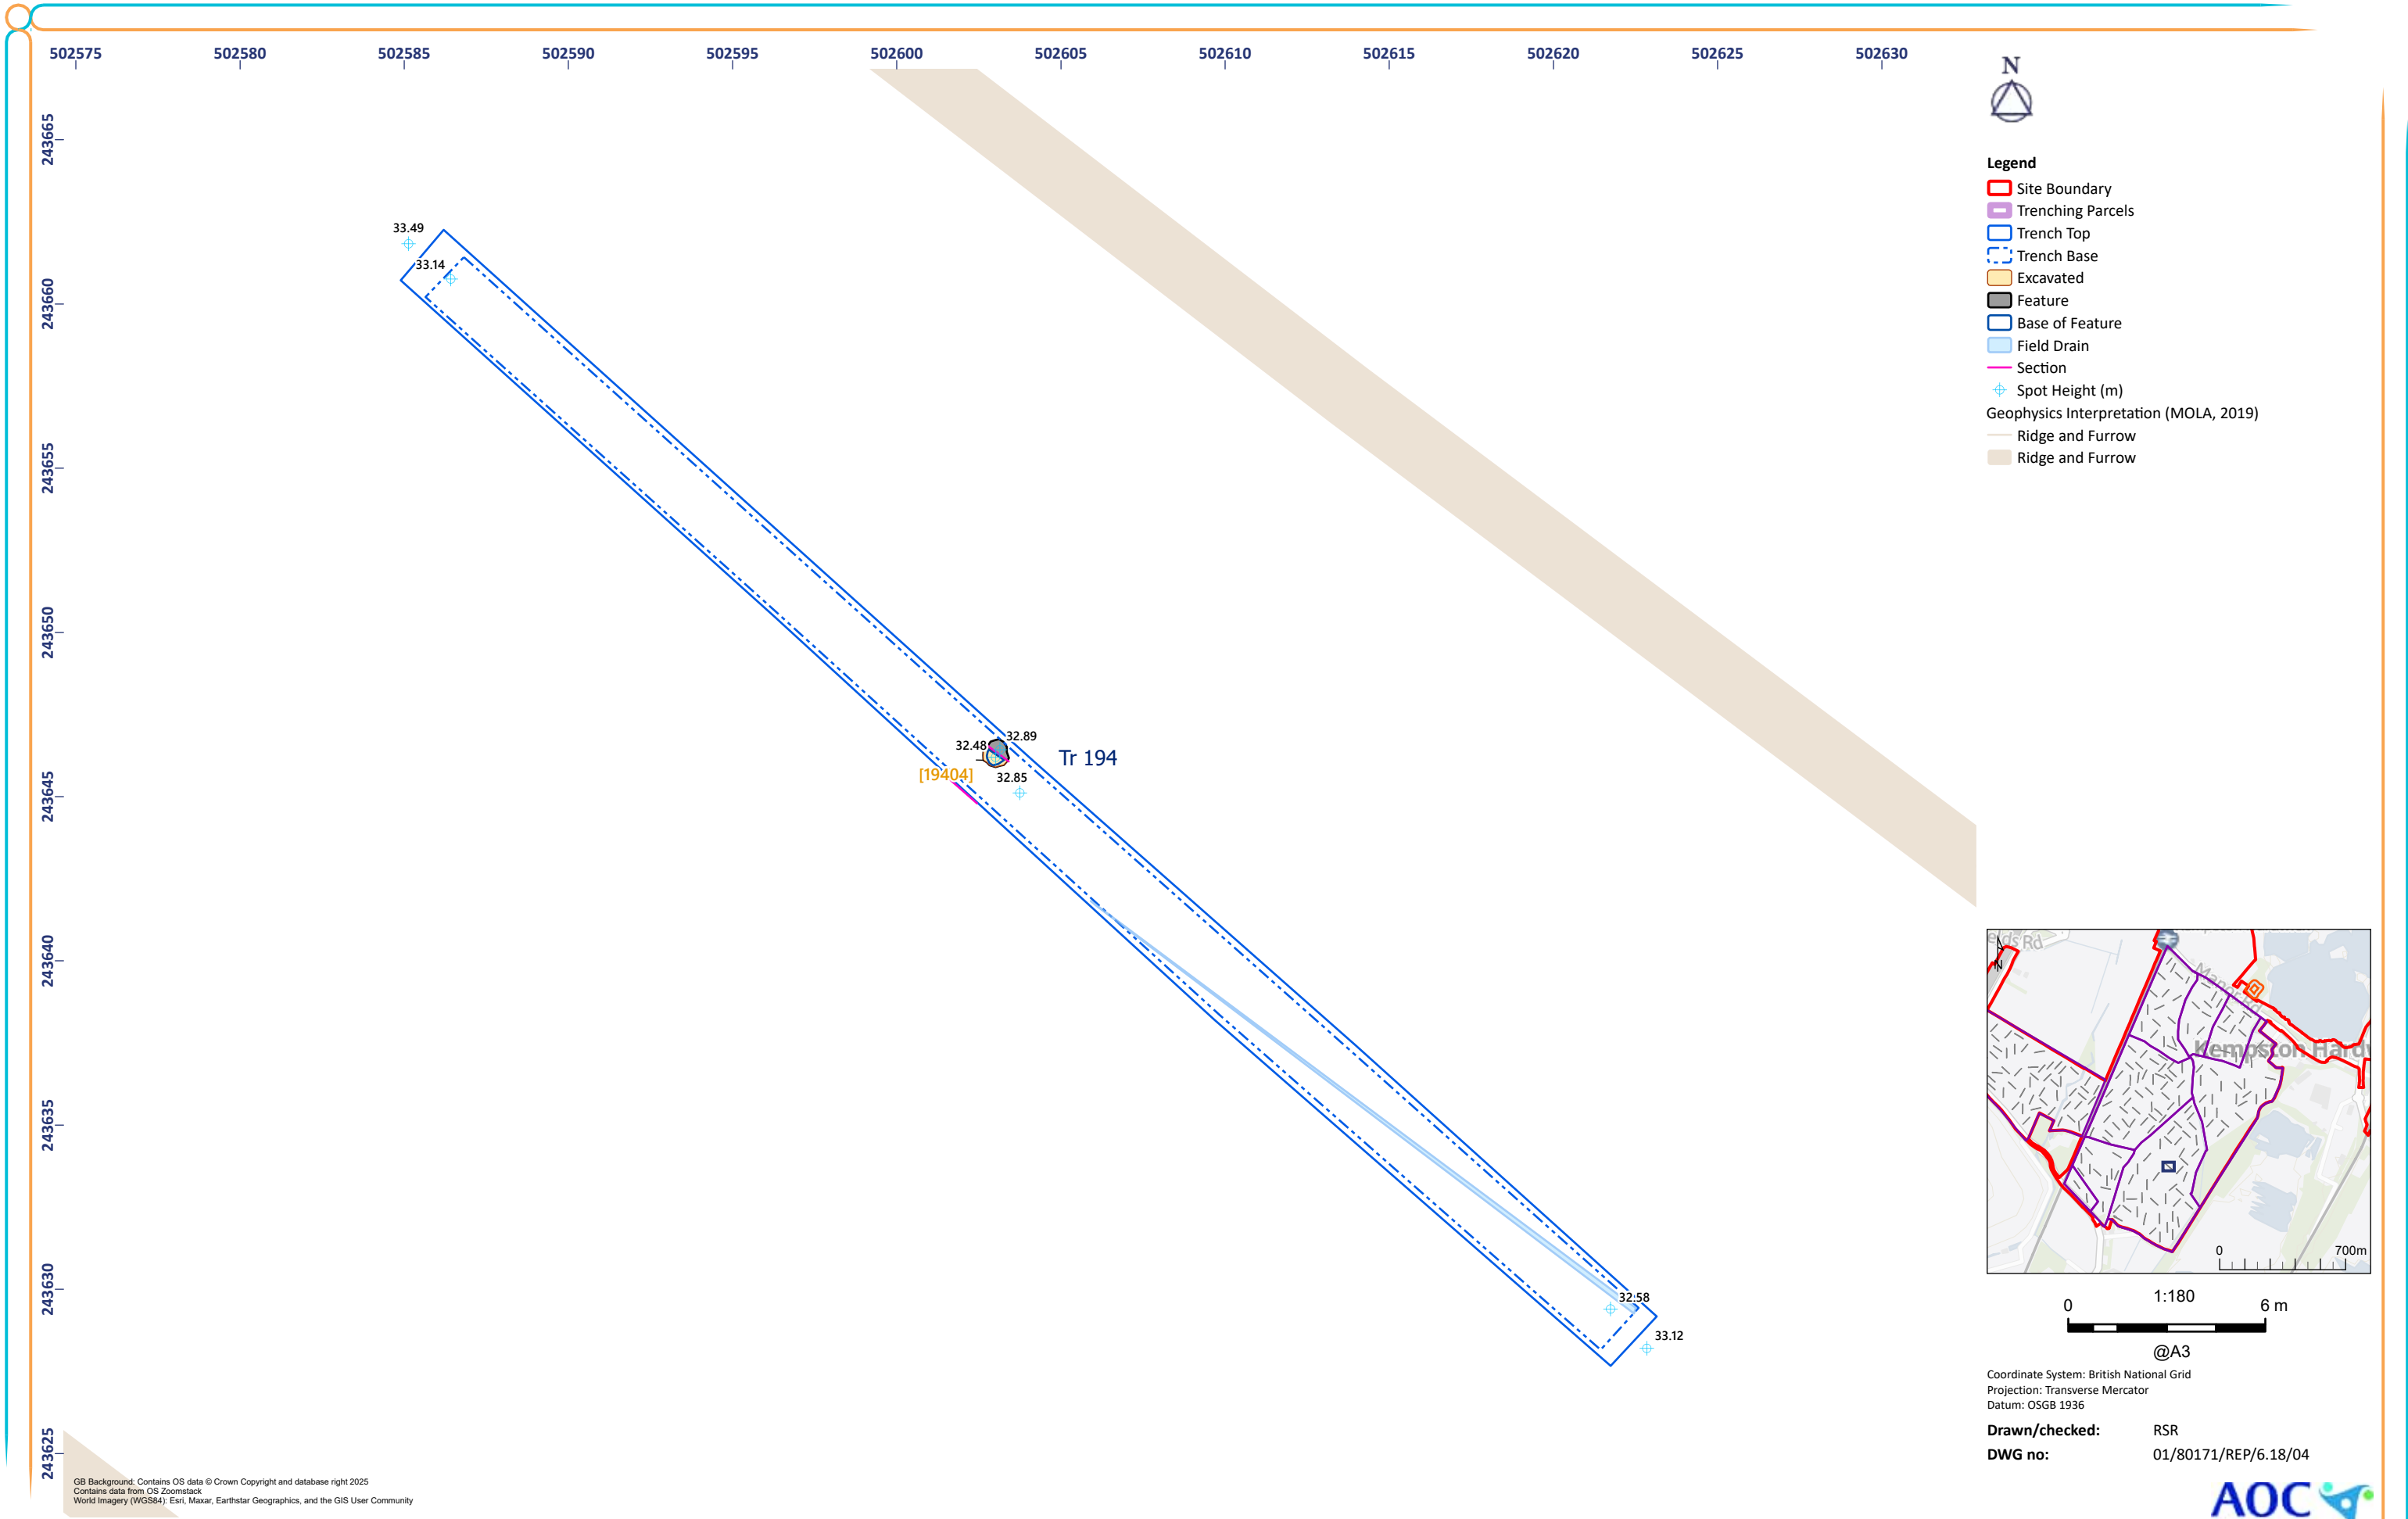 502575 502580 502585 502590 502595 502600 502605 502610 502615 502620 502625 502630
243665
243660
243655
243650
243645
243640
243635
243630
243625
33.49
33.14
32.89
32.48
[19404]
32.85
Tr 194
32.58
33.12
N
Legend
Site Boundary
Trenching Parcels
Trench Top
Trench Base
Excavated
Feature
Base of Feature
Field Drain
Section
Spot Height (m)
Geophysics Interpretation (MOLA, 2019)
Ridge and Furrow
Ridge and Furrow
Rd
N
Manor Rd
Kempston Hard
0 700m
1:180
0 6 m
@A3
Coordinate System: British National Grid
Projection: Transverse Mercator
Datum: OSGB 1936
Drawn/checked: RSR
DWG no: 01/80171/REP/6.18/04
AOC
GB Background: Contains OS data © Crown Copyright and database right 2025
Contains data from OS Zoomstack
World Imagery (WGS84): Esri, Maxar, Earthstar Geographics, and the GIS User Community